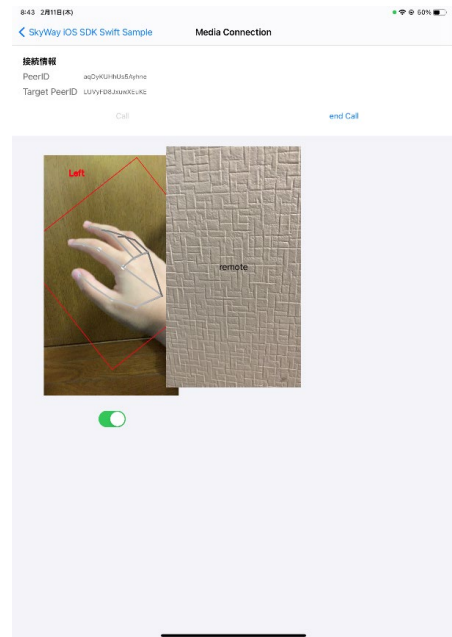 8:43 2月11日(木)
60%
SkyWay iOS SDK Swift Sample
Media Connection
接続情報
PeerID
Target PeerID
Call
end Call
Left
remote